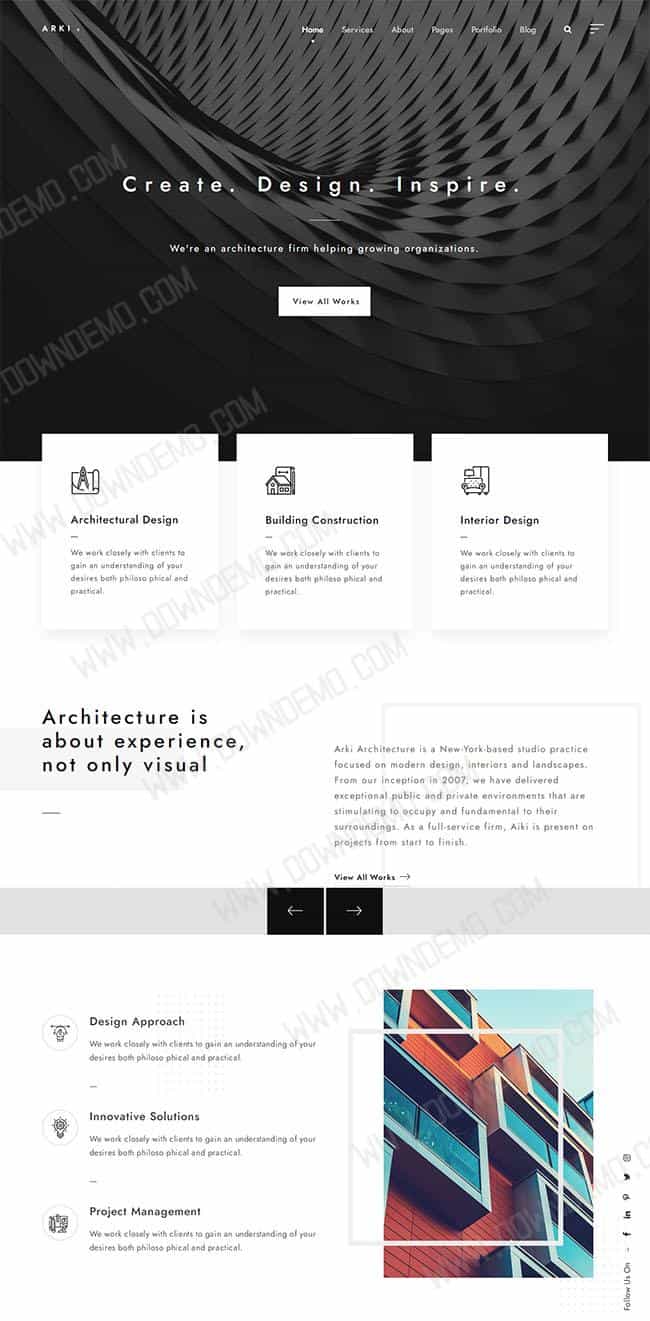 ARKI.
Home Services About Pages Portfolio Blog
Create. Design. Inspire.
We're an architecture firm helping growing organizations.
View All Works
Architectural Design
We work closely with clients to
gain an understanding of your
desires both philoso phical and
practical.
Building Construction
We work closely with clients to
gain an understanding of your
desires both philoso phical and
practical.
Interior Design
We work closely with clients to
gain an understanding of your
desires both philoso phical and
practical.
Architecture is
about experience,
not only visual
Arki Architecture is a New-York-based studio practice
focused on modern design, interiors and landscapes.
From our inception in 2007, we have delivered
exceptional public and private environments that are
stimulating to occupy and fundamental to their
surroundings. As a full-service firm, Aiki is present on
projects from start to finish.
View All Works
Design Approach
We work closely with clients to gain an understanding of your
desires both philoso phical and practical.
Innovative Solutions
We work closely with clients to gain an understanding of your
desires both philoso phical and practical.
Project Management
We work closely with clients to gain an understanding of your
desires both philoso phical and practical.
Follow Us On -
WWW.DOWNDEMO.COM